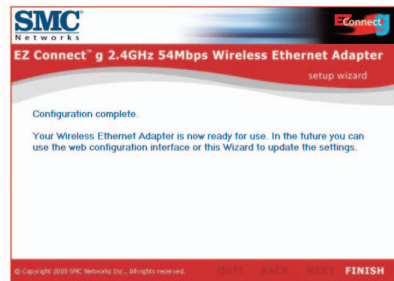 SMC®
Networks
EZConnect g
EZ Connect™ g 2.4GHz 54Mbps Wireless Ethernet Adapter
setup wizard
Configuration complete.
Your Wireless Ethernet Adapter is now ready for use. In the future you can
use the web configuration interface or this Wizard to update the settings.
© Copyright 2003 SMC Networks Inc., All rights reserved. QUIT BACK NEXT FINISH